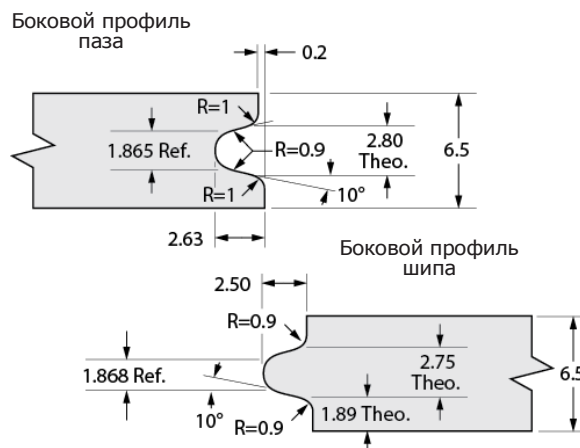 Боковой профиль
паза
0.2
R=1
1.865 Ref.
R=0.9
2.80
Theo.
6.5
R=1
10°
2.63
Боковой профиль
шипа
2.50
R=0.9
1.868 Ref.
2.75
Theo.
6.5
10°
R=0.9
1.89 Theo.